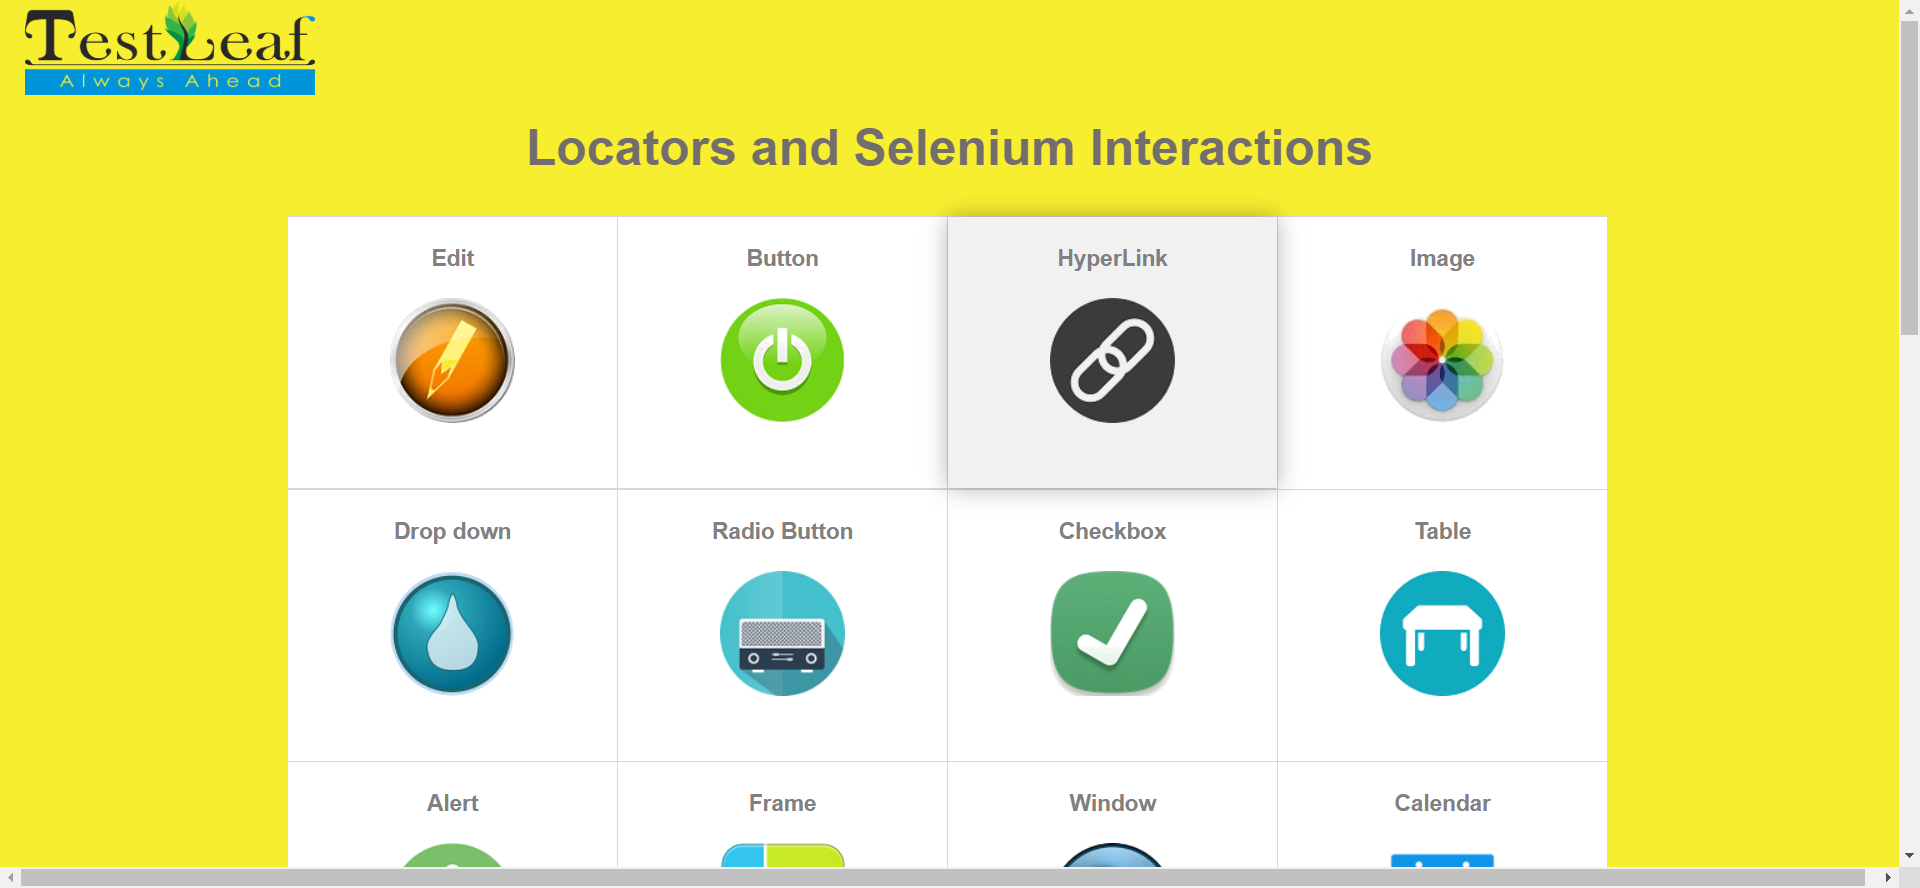 TestLeaf
Always Ahead
Locators and Selenium Interactions
Edit
Button
HyperLink
Image
Drop down
Radio Button
Checkbox
Table
Alert
Frame
Window
Calendar